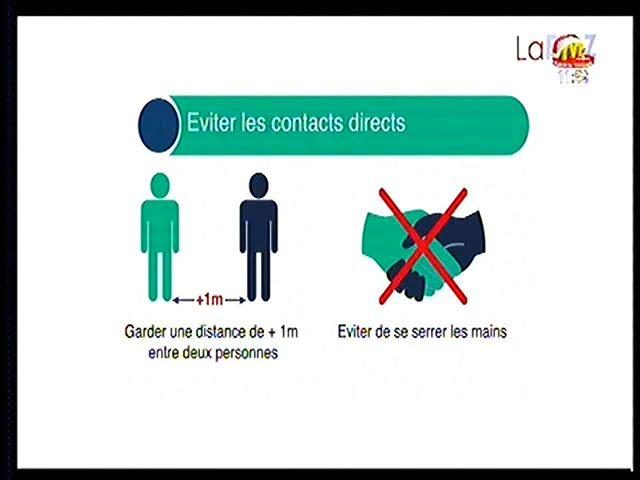 La
Eviter les contacts directs
+1m
Garder une distance de + 1m
entre deux personnes
Eviter de se serrer les mains